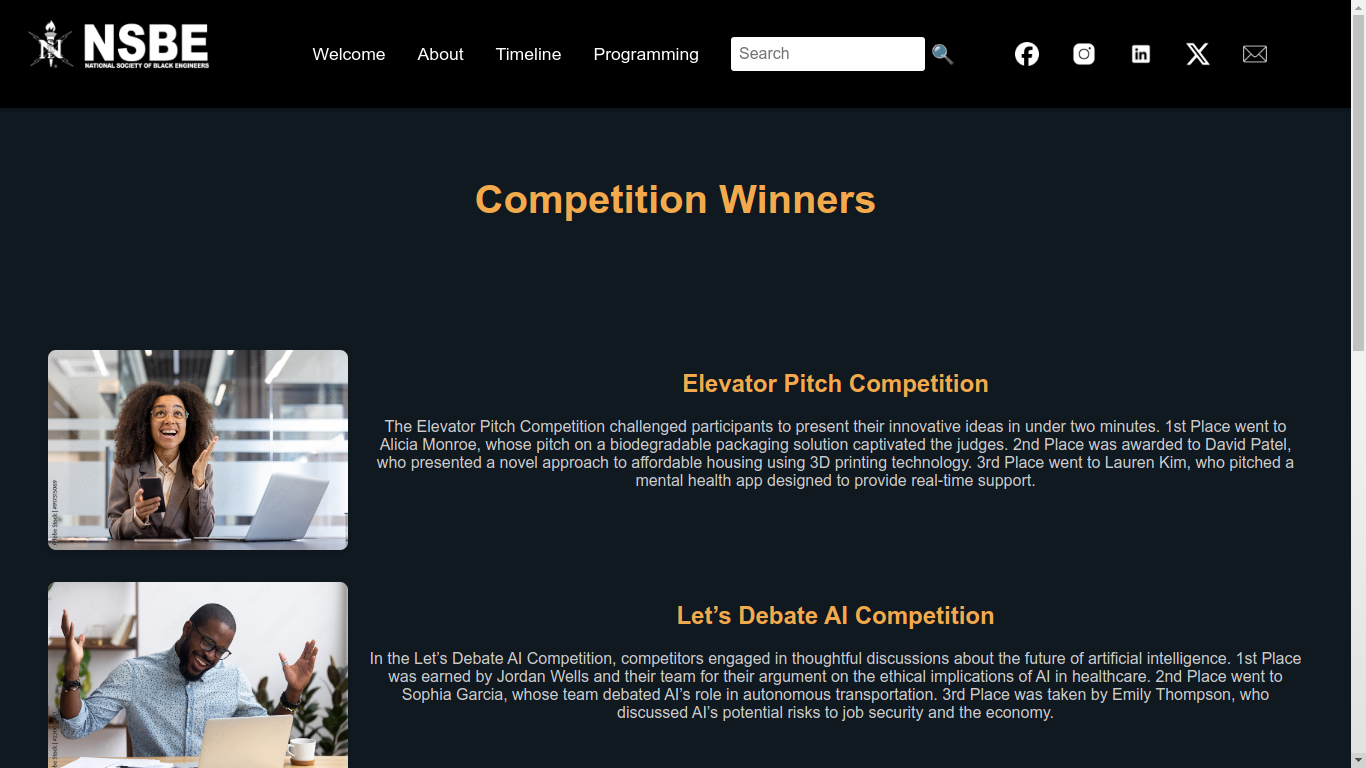 NSBE
NATIONAL SOCIETY OF BLACK ENGINEERS
Welcome
About
Timeline
Programming
Search
Competition Winners
Elevator Pitch Competition
The Elevator Pitch Competition challenged participants to present their innovative ideas in under two minutes. 1st Place went to
Alicia Monroe, whose pitch on a biodegradable packaging solution captivated the judges. 2nd Place was awarded to David Patel,
who presented a novel approach to affordable housing using 3D printing technology. 3rd Place went to Lauren Kim, who pitched a
mental health app designed to provide real-time support.
Let’s Debate AI Competition
In the Let’s Debate AI Competition, competitors engaged in thoughtful discussions about the future of artificial intelligence. 1st Place
was earned by Jordan Wells and their team for their argument on the ethical implications of AI in healthcare. 2nd Place went to
Sophia Garcia, whose team debated AI’s role in autonomous transportation. 3rd Place was taken by Emily Thompson, who
discussed AI’s potential risks to job security and the economy.